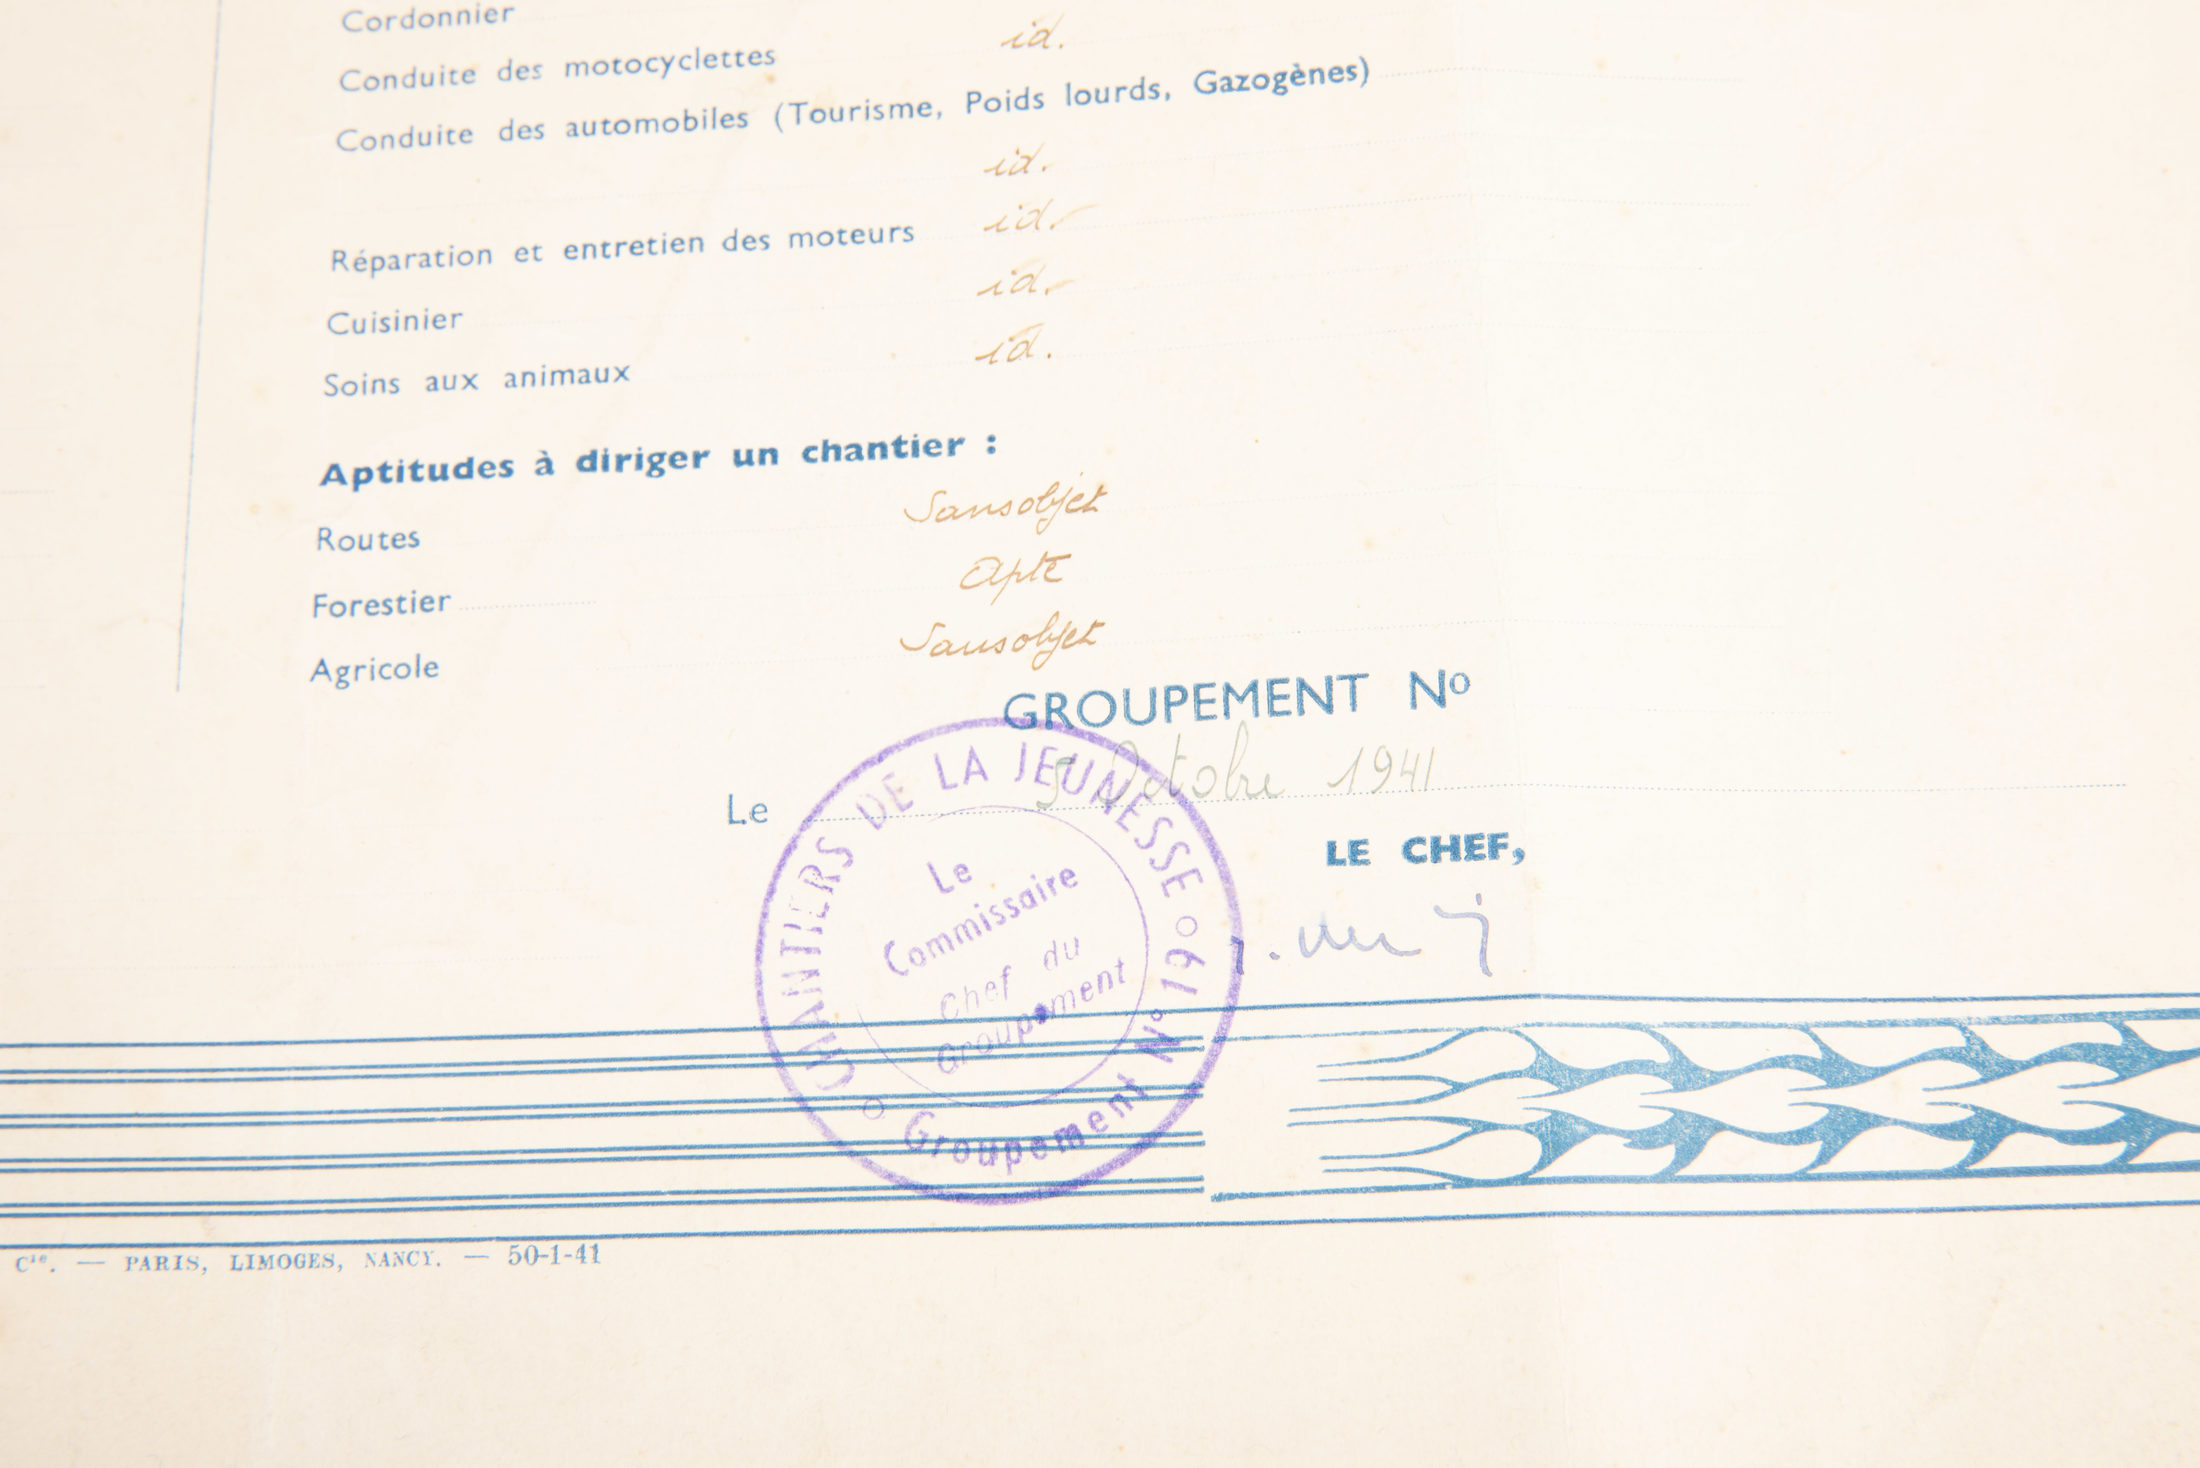 Cordonnier
id.
Conduite des motocyclettes
Conduite des automobiles (Tourisme, Poids lourds, Gazogènes)
id.
Réparation et entretien des moteurs id.
Cuisinier id.
Soins aux animaux id.
Aptitudes à diriger un chantier :
Routes Sans objet
Forestier Apte
Agricole Sans objet
GROUPEMENT Nº
Le 5 Octobre 1941
LE CHEF,
CHANTIERS DE LA JEUNESSE
Le
Commissaire
Chef du
Groupement
Groupement Nº 19
Cie. — PARIS, LIMOGES, NANCY. — 50-1-41